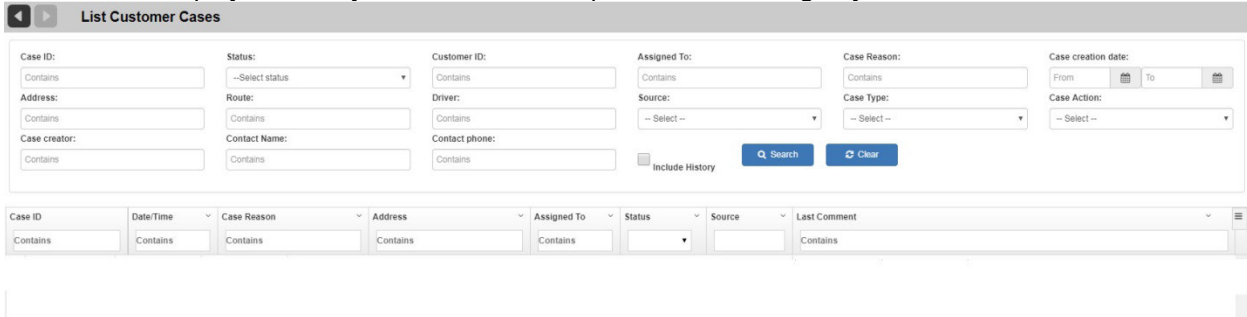 List Customer Cases
Case ID: Status: Customer ID: Assigned To: Case Reason: Case creation date:
Contains --Select status Contains Contains Contains From To
Address: Route: Driver: Source: Case Type: Case Action:
Contains Contains Contains -- Select -- -- Select -- -- Select --
Case creator: Contact Name: Contact phone:
Contains Contains Contains Include History Search Clear
Case ID Date/Time Case Reason Address Assigned To Status Source Last Comment
Contains Contains Contains Contains Contains Contains